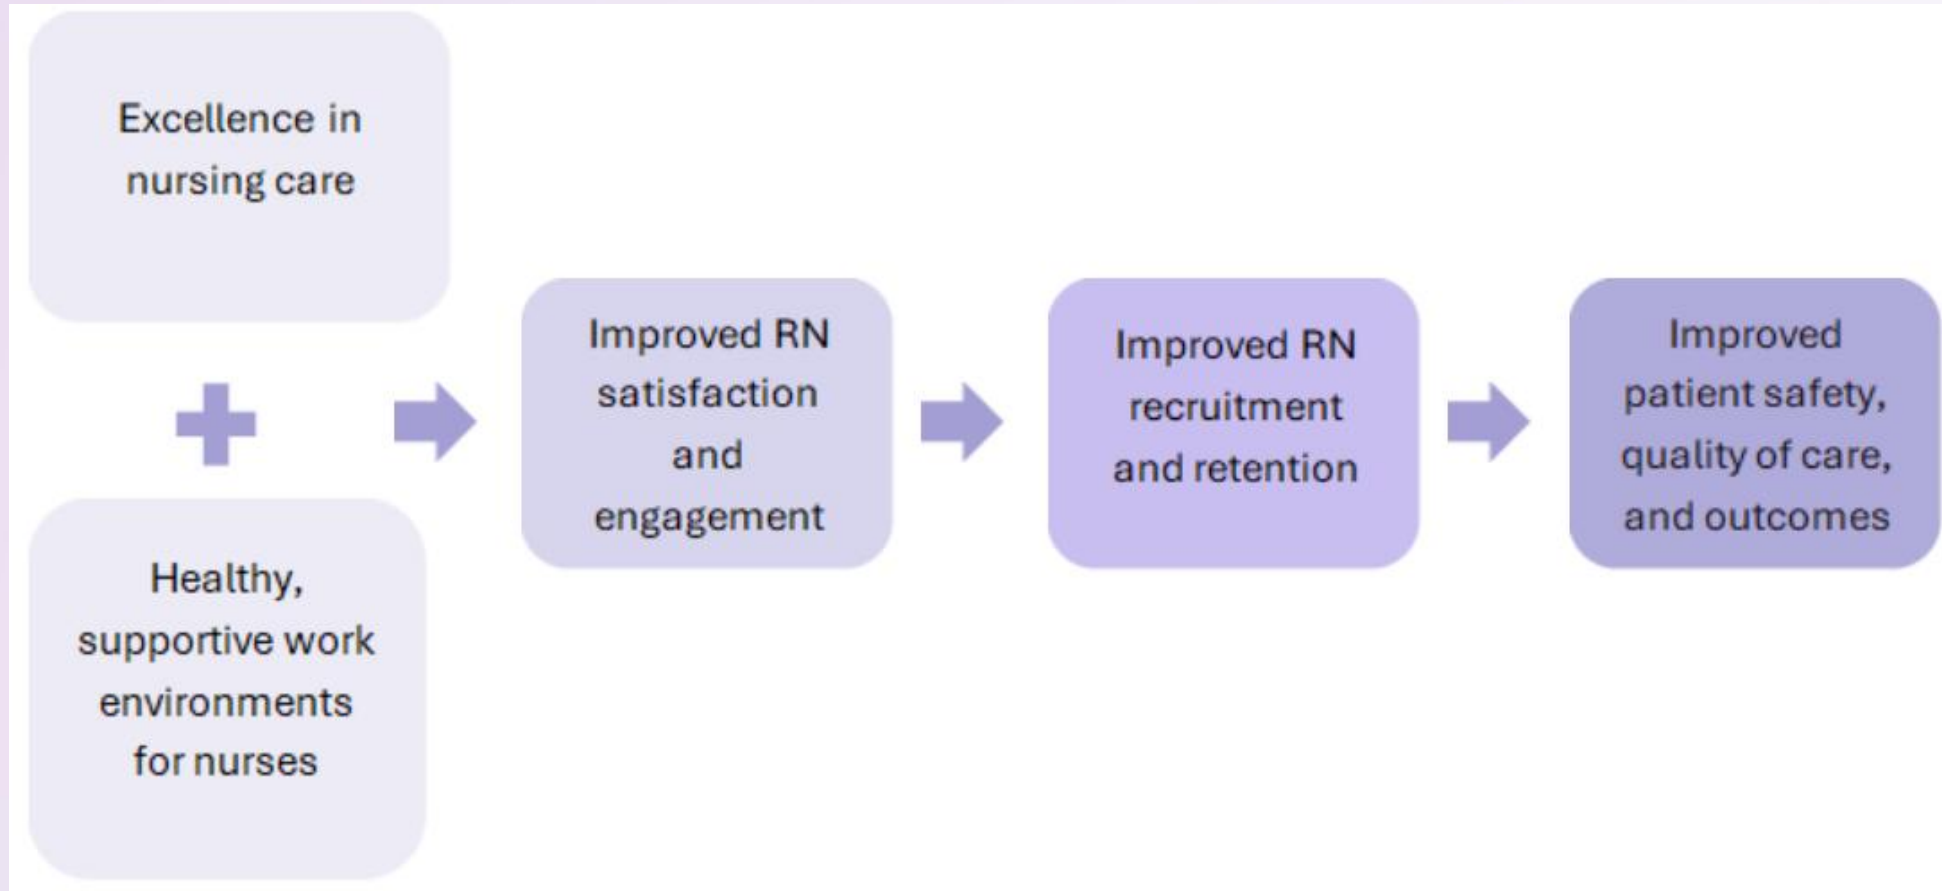 Excellence in
nursing care
Healthy,
supportive work
environments
for nurses
Improved RN
satisfaction
and
engagement
Improved RN
recruitment
and retention
Improved
patient safety,
quality of care,
and outcomes